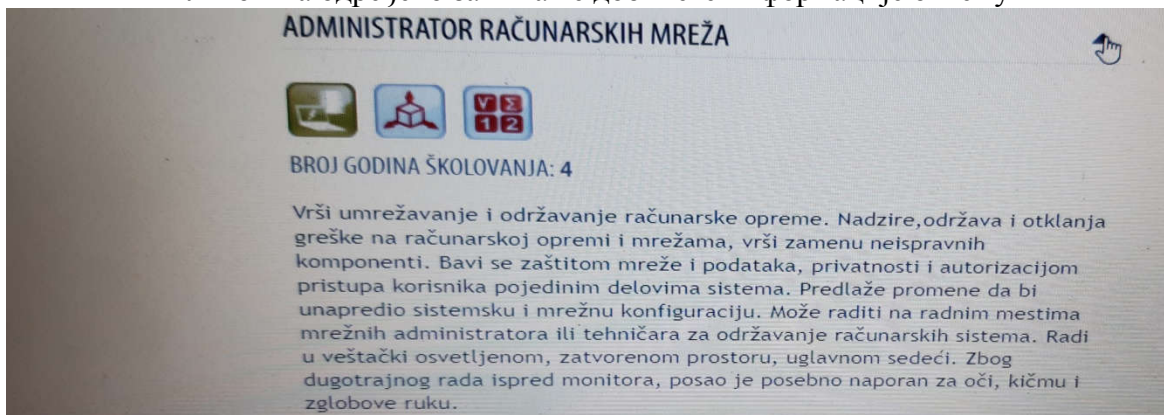 ADMINISTRATOR RAČUNARSKIH MREŽA
V Σ
1 2
BROJ GODINA ŠKOLOVANJA: 4
Vrši umrežavanje i održavanje računarske opreme. Nadzire,održava i otklanja
greške na računarskoj opremi i mrežama, vrši zamenu neispravnih
komponenti. Bavi se zaštitom mreže i podataka, privatnosti i autorizacijom
pristupa korisnika pojedinim delovima sistema. Predlaže promene da bi
unapredio sistemsku i mrežnu konfiguraciju. Može raditi na radnim mestima
mrežnih administratora ili tehničara za održavanje računarskih sistema. Radi
u veštački osvetljenom, zatvorenom prostoru, uglavnom sedeći. Zbog
dugotrajnog rada ispred monitora, posao je posebno naporan za oči, kičmu i
zglobove ruku.